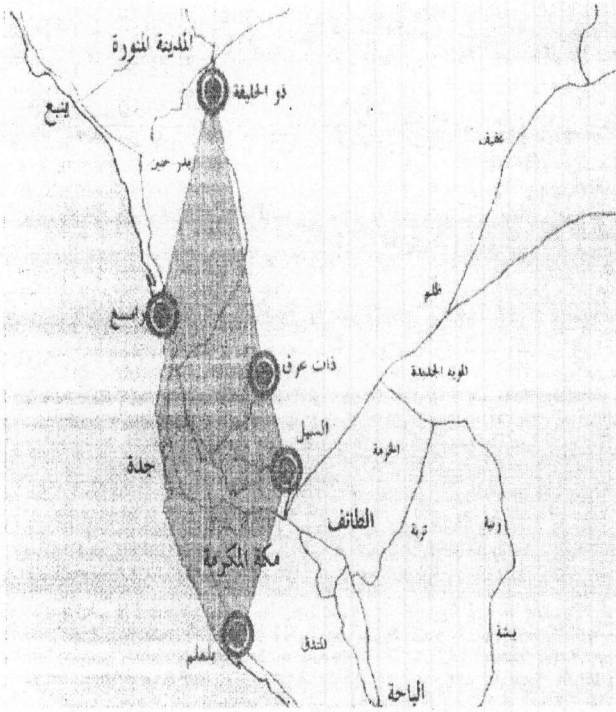 المدينة المنورة
ذو الحليفة
ينبع
عفيف
بدر حنين
ظلم
رابغ
ذات عرق
المويه الجديدة
السيل
الخرمة
جدة
الطائف
تربة
رنية
مكة المكرمة
بيشة
يلملم
المندق
الباحة